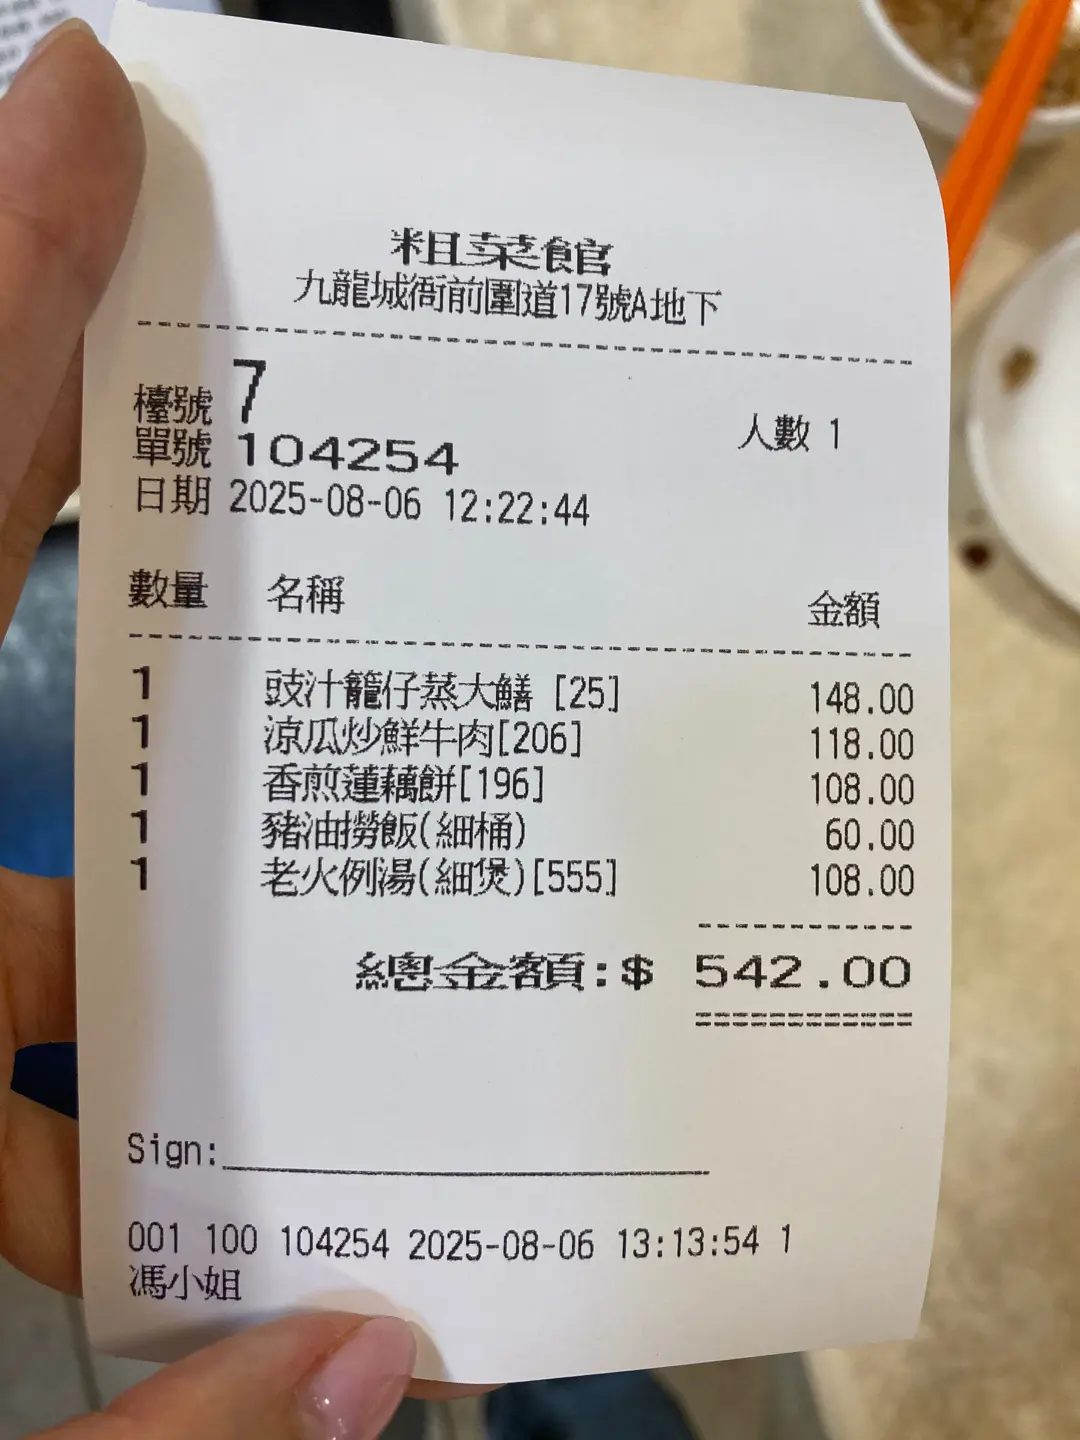 粗菜館
九龍城衙前圍道17號A地下
檯號 7
單號 104254 人數 1
日期 2025-08-06 12:22:44
數量 名稱 金額
1 豉汁籠仔蒸大鱔 [25] 148.00
1 涼瓜炒鮮牛肉[206] 118.00
1 香煎蓮藕餅[196] 108.00
1 豬油撈飯(細桶) 60.00
1 老火例湯(細煲)[555] 108.00
總金額:$ 542.00
Sign:
001 100 104254 2025-08-06 13:13:54 1
馮小姐